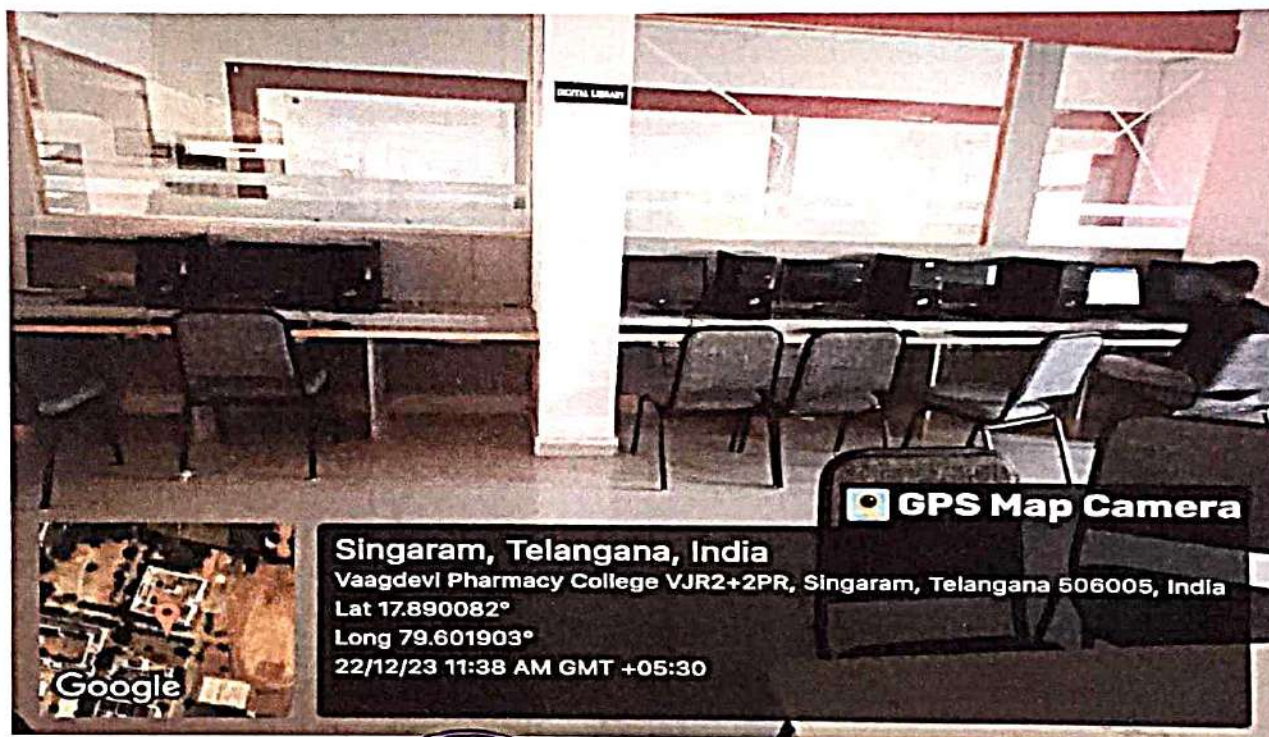 DIGITAL LIBRARY
GPS Map Camera
Singaram, Telangana, India
Vaagdevi Pharmacy College VJR2+2PR, Singaram, Telangana 506005, India
Lat 17.890082°
Long 79.601903°
22/12/23 11:38 AM GMT +05:30
Google